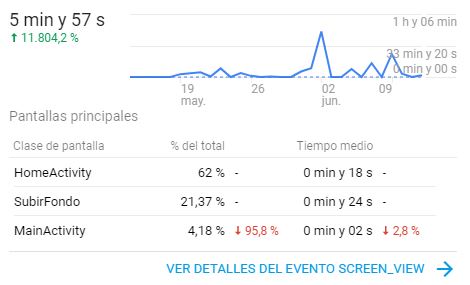 5 min y 57 s
↑ 11.804,2 %
1 h y 06 min
33 min y 20 s
0 min y 00 s
19 may.
26
02 jun.
09
Pantallas principales
Clase de pantalla % del total Tiempo medio
HomeActivity 62 % - 0 min y 18 s -
SubirFondo 21,37 % - 0 min y 24 s -
MainActivity 4,18 % ↓ 95,8 % 0 min y 02 s ↓ 2,8 %
VER DETALLES DEL EVENTO SCREEN_VIEW →